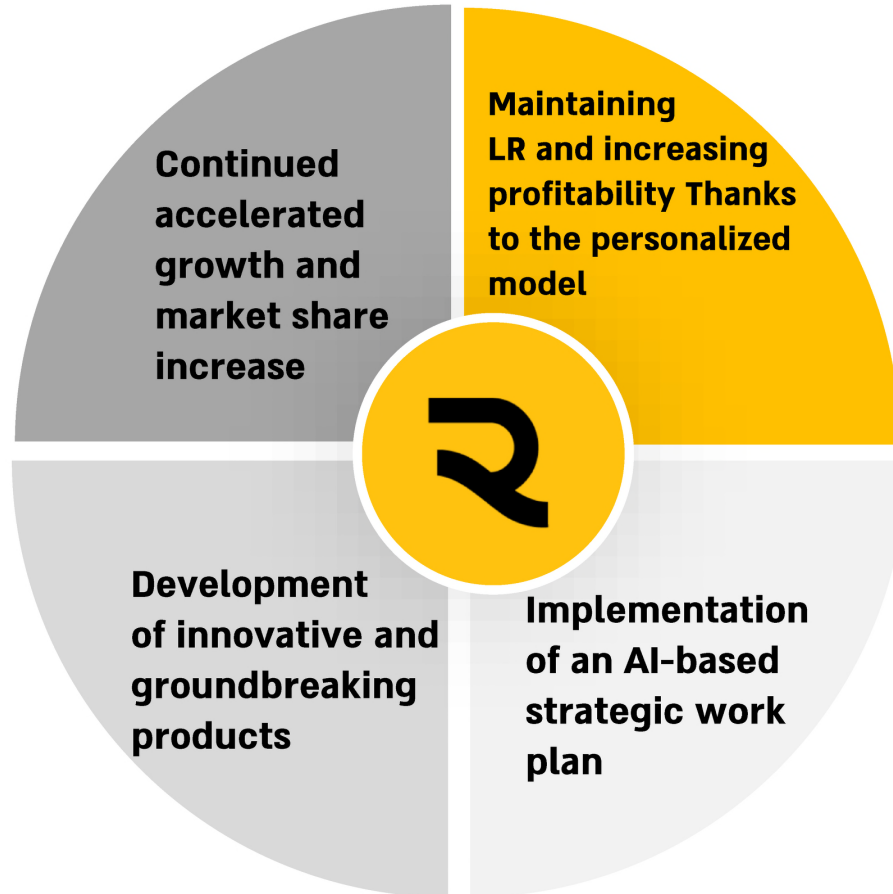 Continued
accelerated
growth and
market share
increase
Maintaining
LR and increasing
profitability Thanks
to the personalized
model
Development
of innovative and
groundbreaking
products
Implementation
of an AI-based
strategic work
plan